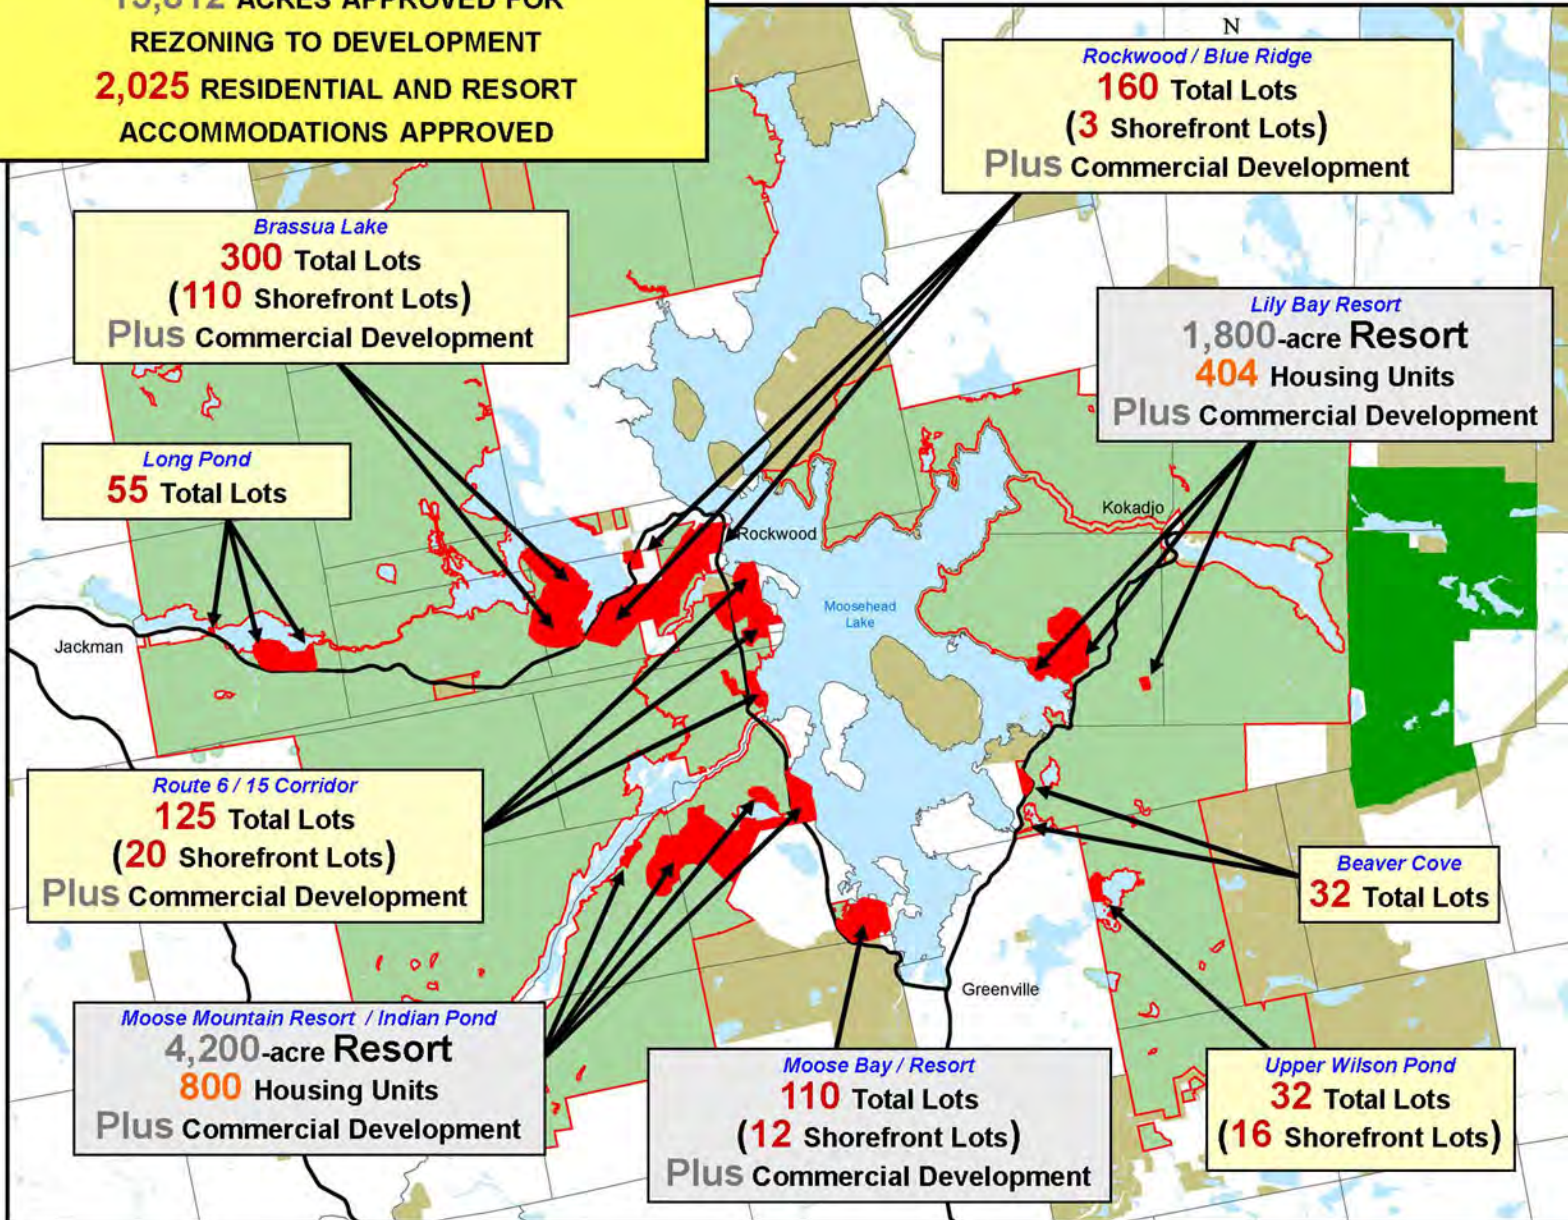 ACRES APPROVED FOR
REZONING TO DEVELOPMENT
2,025 RESIDENTIAL AND RESORT
ACCOMMODATIONS APPROVED
N
Rockwood / Blue Ridge
160 Total Lots
(3 Shorefront Lots)
Plus Commercial Development
Brassua Lake
300 Total Lots
(110 Shorefront Lots)
Plus Commercial Development
Lily Bay Resort
1,800-acre Resort
404 Housing Units
Plus Commercial Development
Long Pond
55 Total Lots
Kokadjo
Rockwood
Moosehead
Lake
Jackman
Route 6 / 15 Corridor
125 Total Lots
(20 Shorefront Lots)
Plus Commercial Development
Beaver Cove
32 Total Lots
Greenville
Moose Mountain Resort / Indian Pond
4,200-acre Resort
800 Housing Units
Plus Commercial Development
Moose Bay / Resort
110 Total Lots
(12 Shorefront Lots)
Plus Commercial Development
Upper Wilson Pond
32 Total Lots
(16 Shorefront Lots)